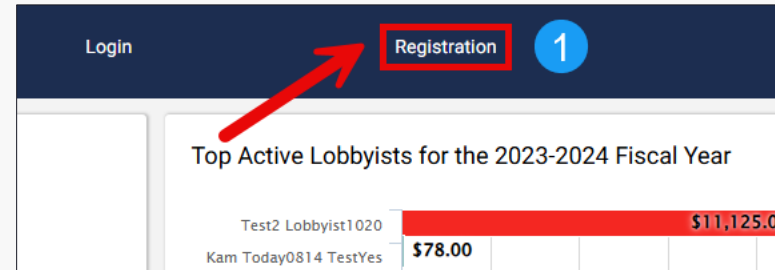 Login Registration 1
Top Active Lobbyists for the 2023-2024 Fiscal Year
Test2 Lobbyist1020 $11,125.0
Kam Today0814 TestYes $78.00